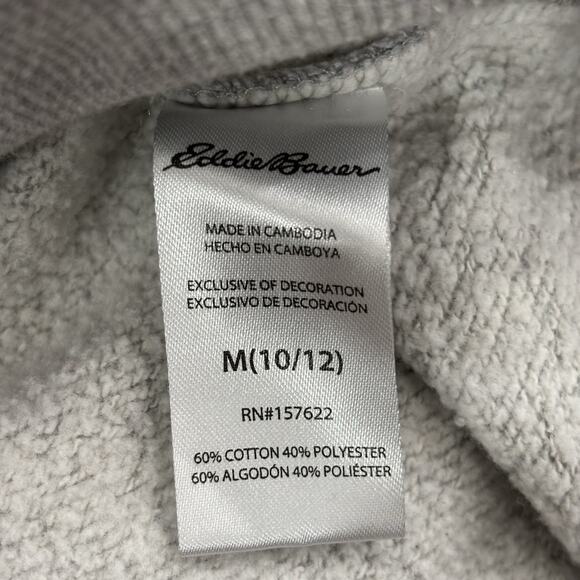 Eddie Bauer
MADE IN CAMBODIA
HECHO EN CAMBOYA
EXCLUSIVE OF DECORATION
EXCLUSIVO DE DECORACIÓN
M(10/12)
RN#157622
60% COTTON 40% POLYESTER
60% ALGODÓN 40% POLIÉSTER